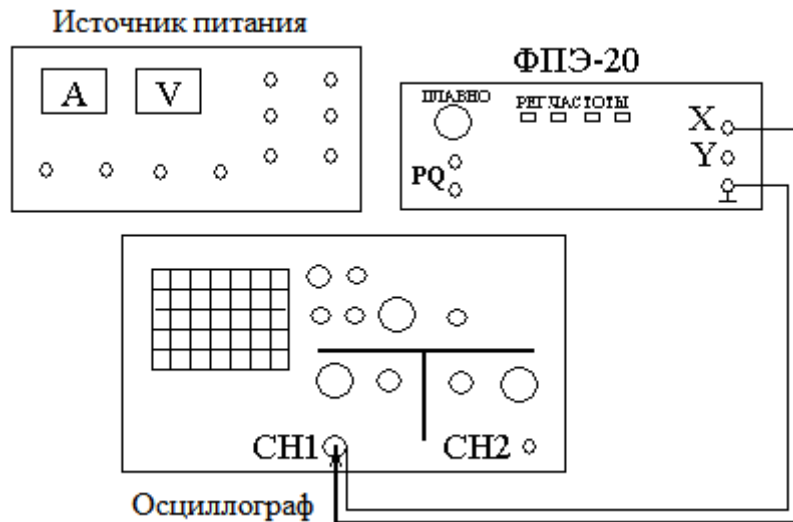 Источник питания
A V
ФПЭ-20
ПЛАВНО РЕГ.ЧАСТОТЫ
X
Y
PQ
CH1 CH2
Осциллограф